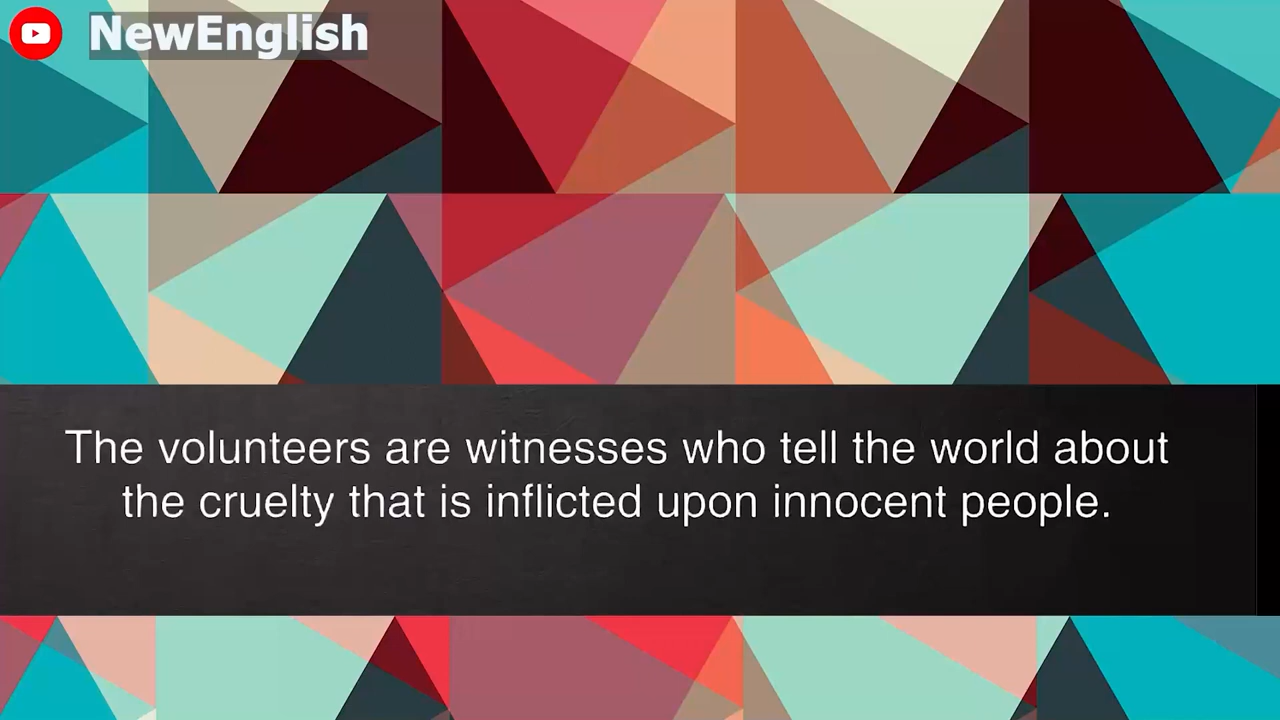 NewEnglish
The volunteers are witnesses who tell the world about
the cruelty that is inflicted upon innocent people.